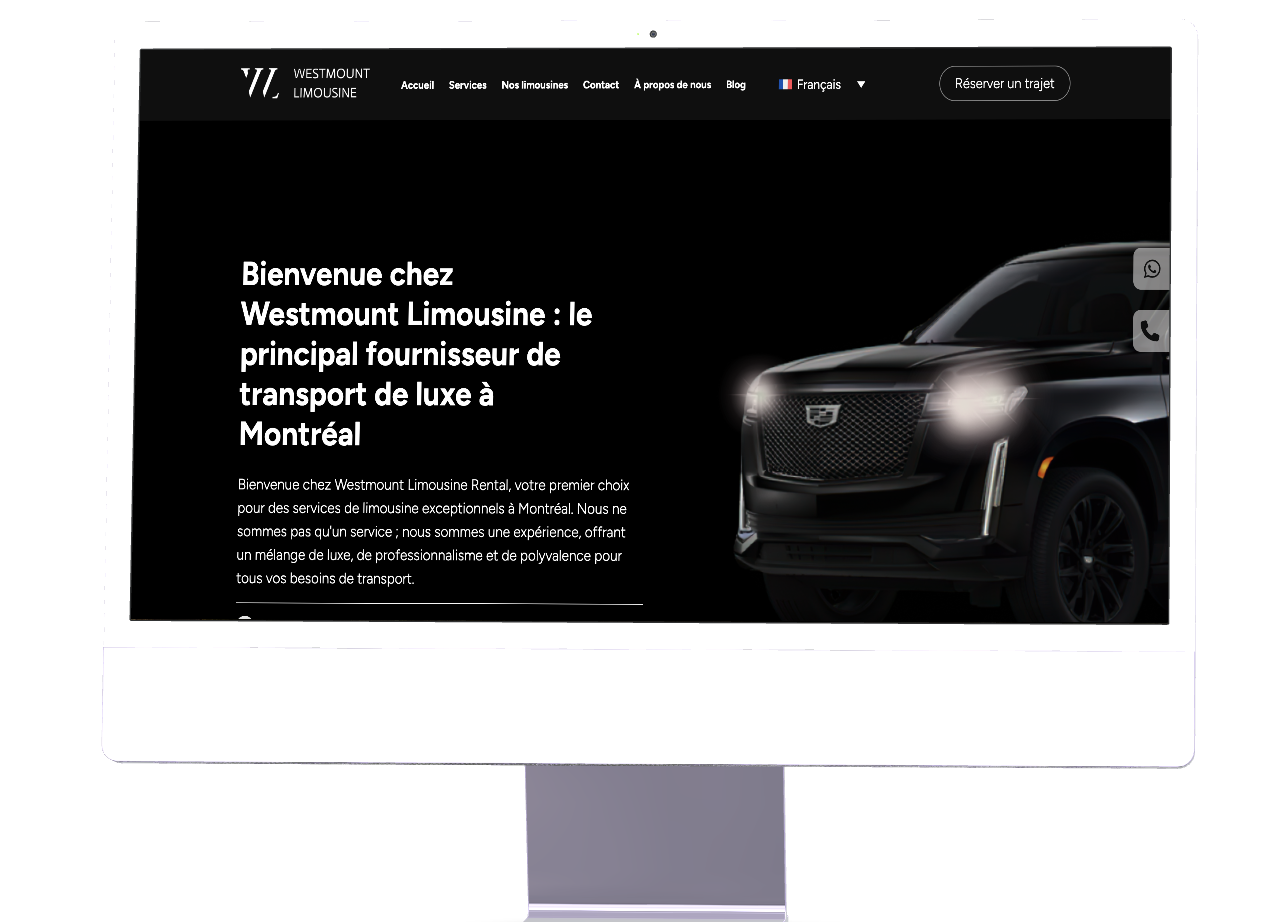 WESTMOUNT
LIMOUSINE
Accueil Services Nos limousines Contact À propos de nous Blog Français Réserver un trajet
Bienvenue chez
Westmount Limousine : le
principal fournisseur de
transport de luxe à
Montréal
Bienvenue chez Westmount Limousine Rental, votre premier choix
pour des services de limousine exceptionnels à Montréal. Nous ne
sommes pas qu'un service ; nous sommes une expérience, offrant
un mélange de luxe, de professionnalisme et de polyvalence pour
tous vos besoins de transport.